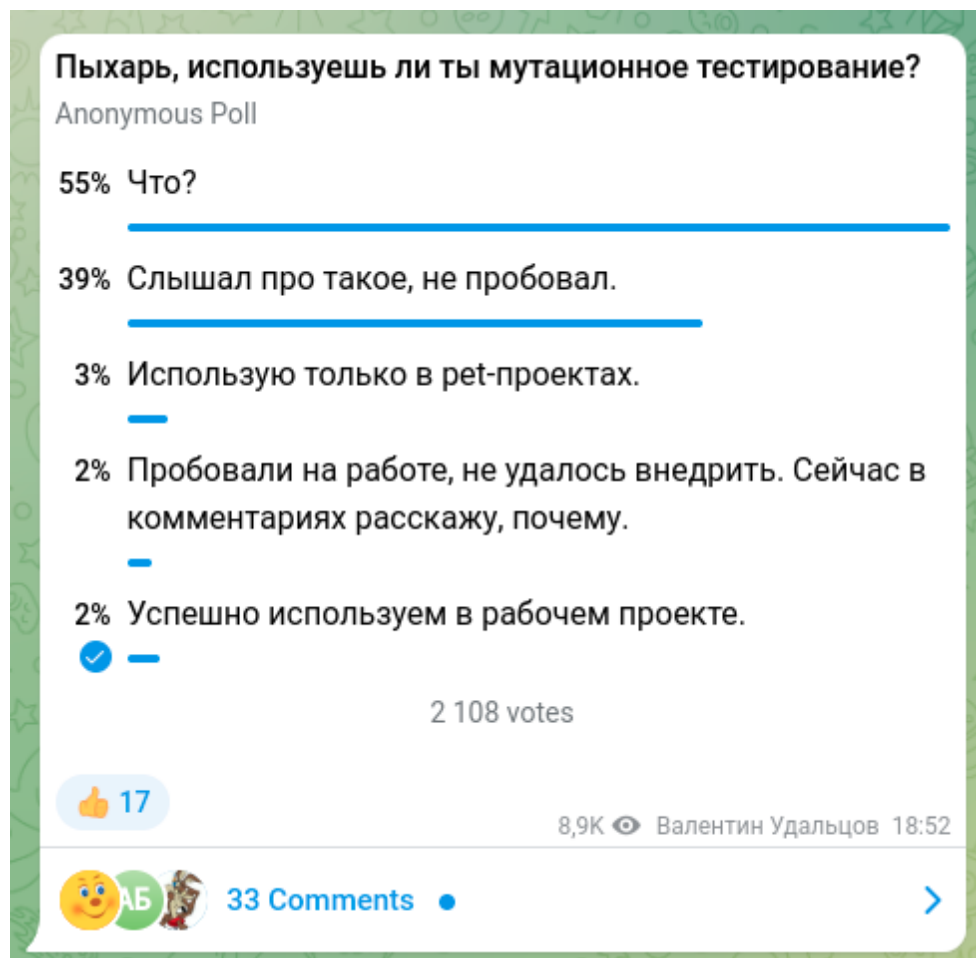 Пыхарь, используешь ли ты мутационное тестирование?
Anonymous Poll
55% Что?
39% Слышал про такое, не пробовал.
3% Использую только в pet-проектах.
2% Пробовали на работе, не удалось внедрить. Сейчас в
комментариях расскажу, почему.
2% Успешно используем в рабочем проекте.
2 108 votes
17
8,9K Валентин Удальцов 18:52
АБ
33 Comments